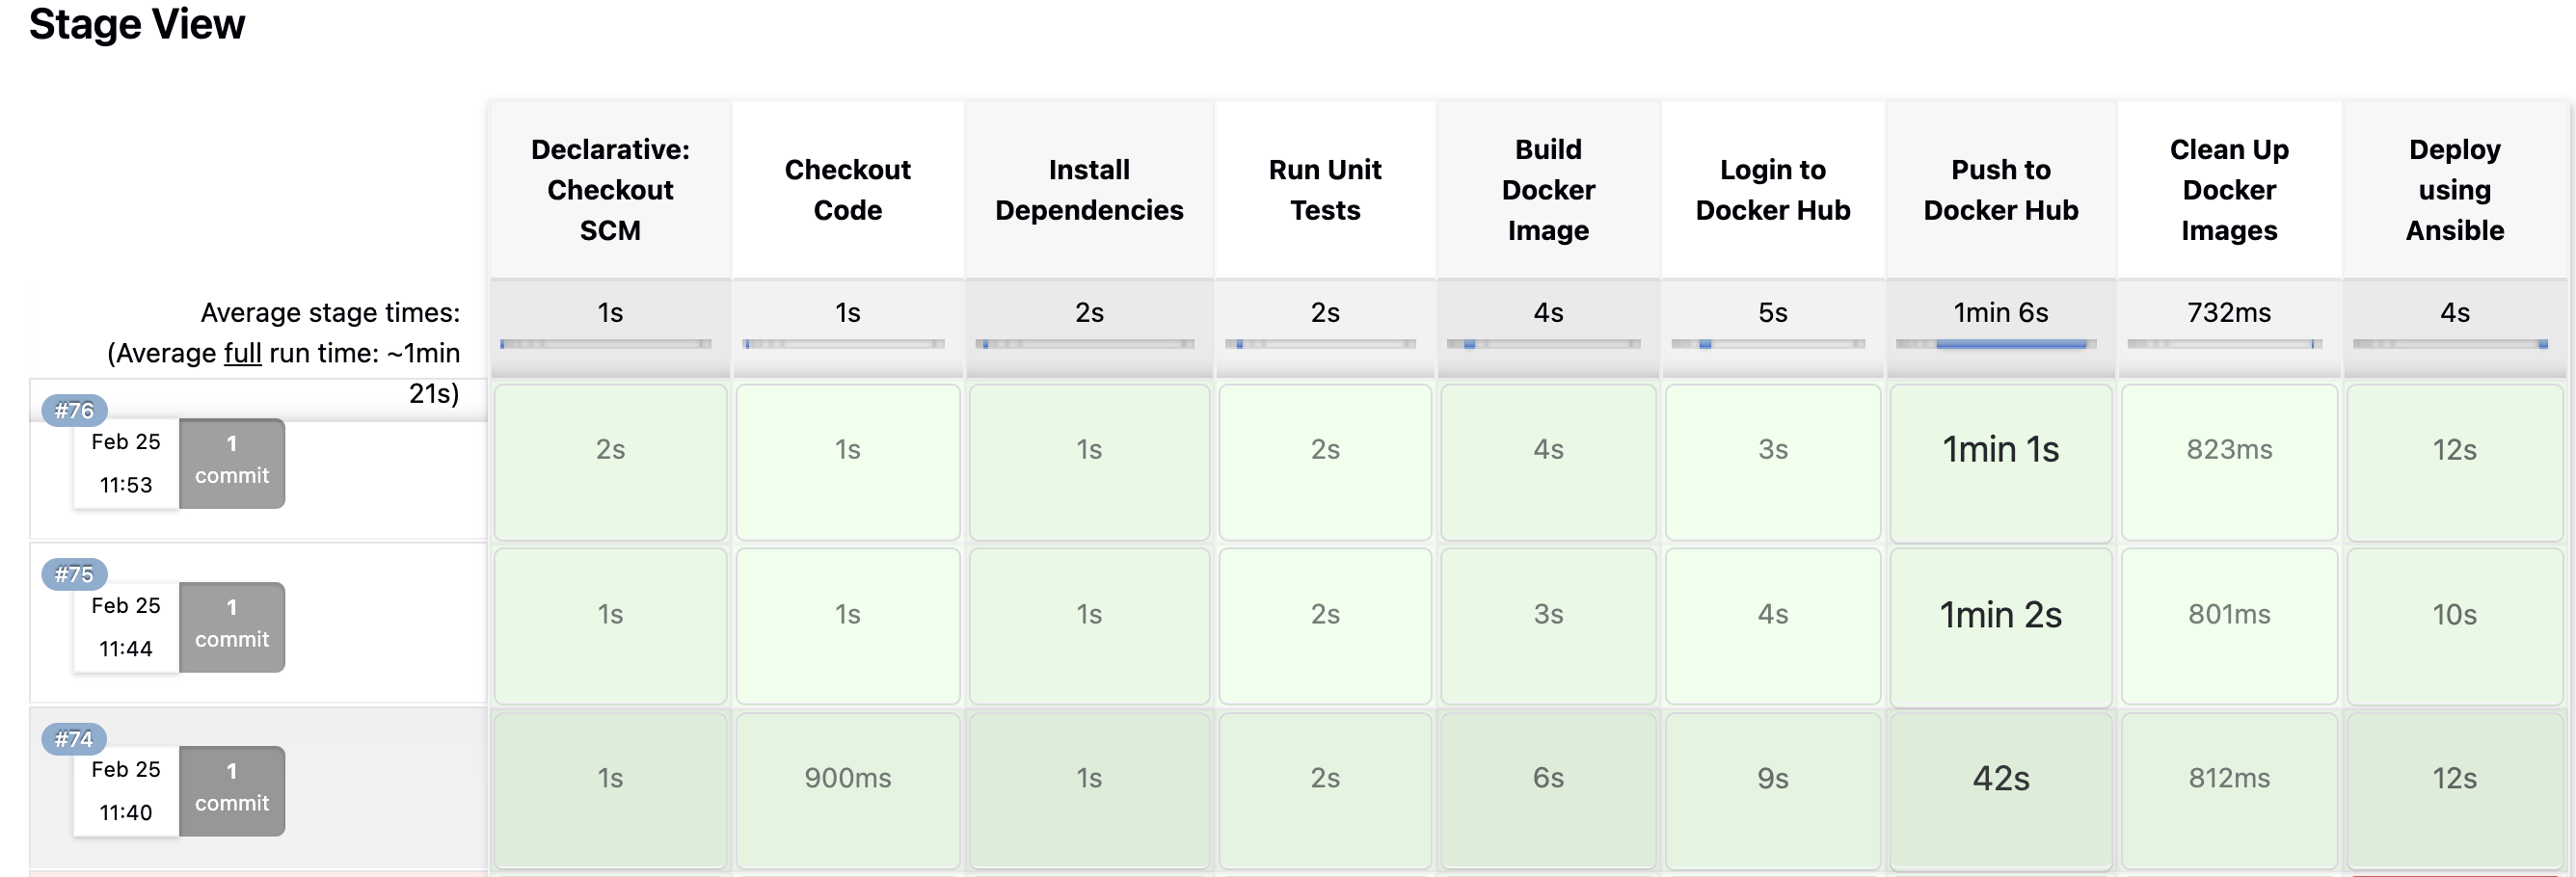 Stage View
Declarative:
Checkout
SCM
Checkout
Code
Install
Dependencies
Run Unit
Tests
Build
Docker
Image
Login to
Docker Hub
Push to
Docker Hub
Clean Up
Docker
Images
Deploy
using
Ansible
Average stage times:
(Average full run time: ~1min
21s)
1s
1s
2s
2s
4s
5s
1min 6s
732ms
4s
#76
Feb 25
11:53
1
commit
2s
1s
1s
2s
4s
3s
1min 1s
823ms
12s
#75
Feb 25
11:44
1
commit
1s
1s
1s
2s
3s
4s
1min 2s
801ms
10s
#74
Feb 25
11:40
1
commit
1s
900ms
1s
2s
6s
9s
42s
812ms
12s